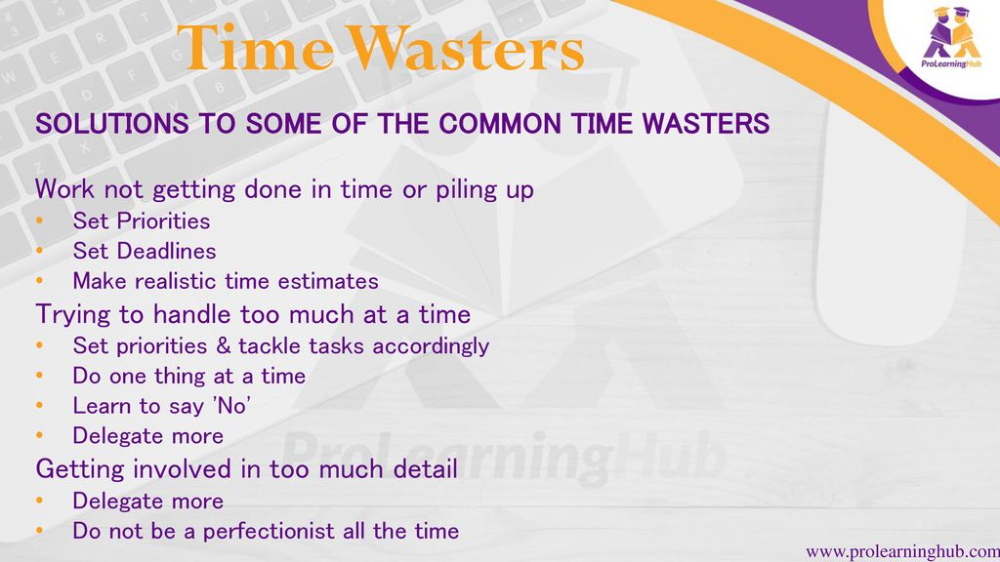 Time Wasters
ProLearningHub
SOLUTIONS TO SOME OF THE COMMON TIME WASTERS
Work not getting done in time or piling up
• Set Priorities
• Set Deadlines
• Make realistic time estimates
Trying to handle too much at a time
• Set priorities & tackle tasks accordingly
• Do one thing at a time
• Learn to say 'No'
• Delegate more
ProLearningHub
Getting involved in too much detail
• Delegate more
• Do not be a perfectionist all the time
www.prolearninghub.com